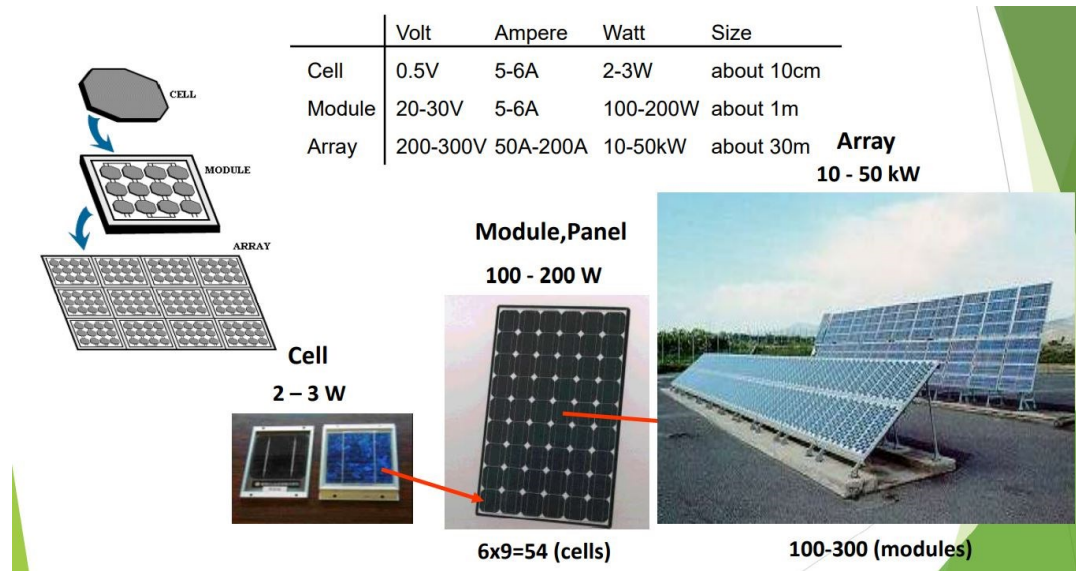 Volt Ampere Watt Size
Cell 0.5V 5-6A 2-3W about 10cm
Module 20-30V 5-6A 100-200W about 1m
Array 200-300V 50A-200A 10-50kW about 30m
CELL
MODULE
ARRAY
Array
10 - 50 kW
Module,Panel
100 - 200 W
Cell
2 – 3 W
6x9=54 (cells)
100-300 (modules)